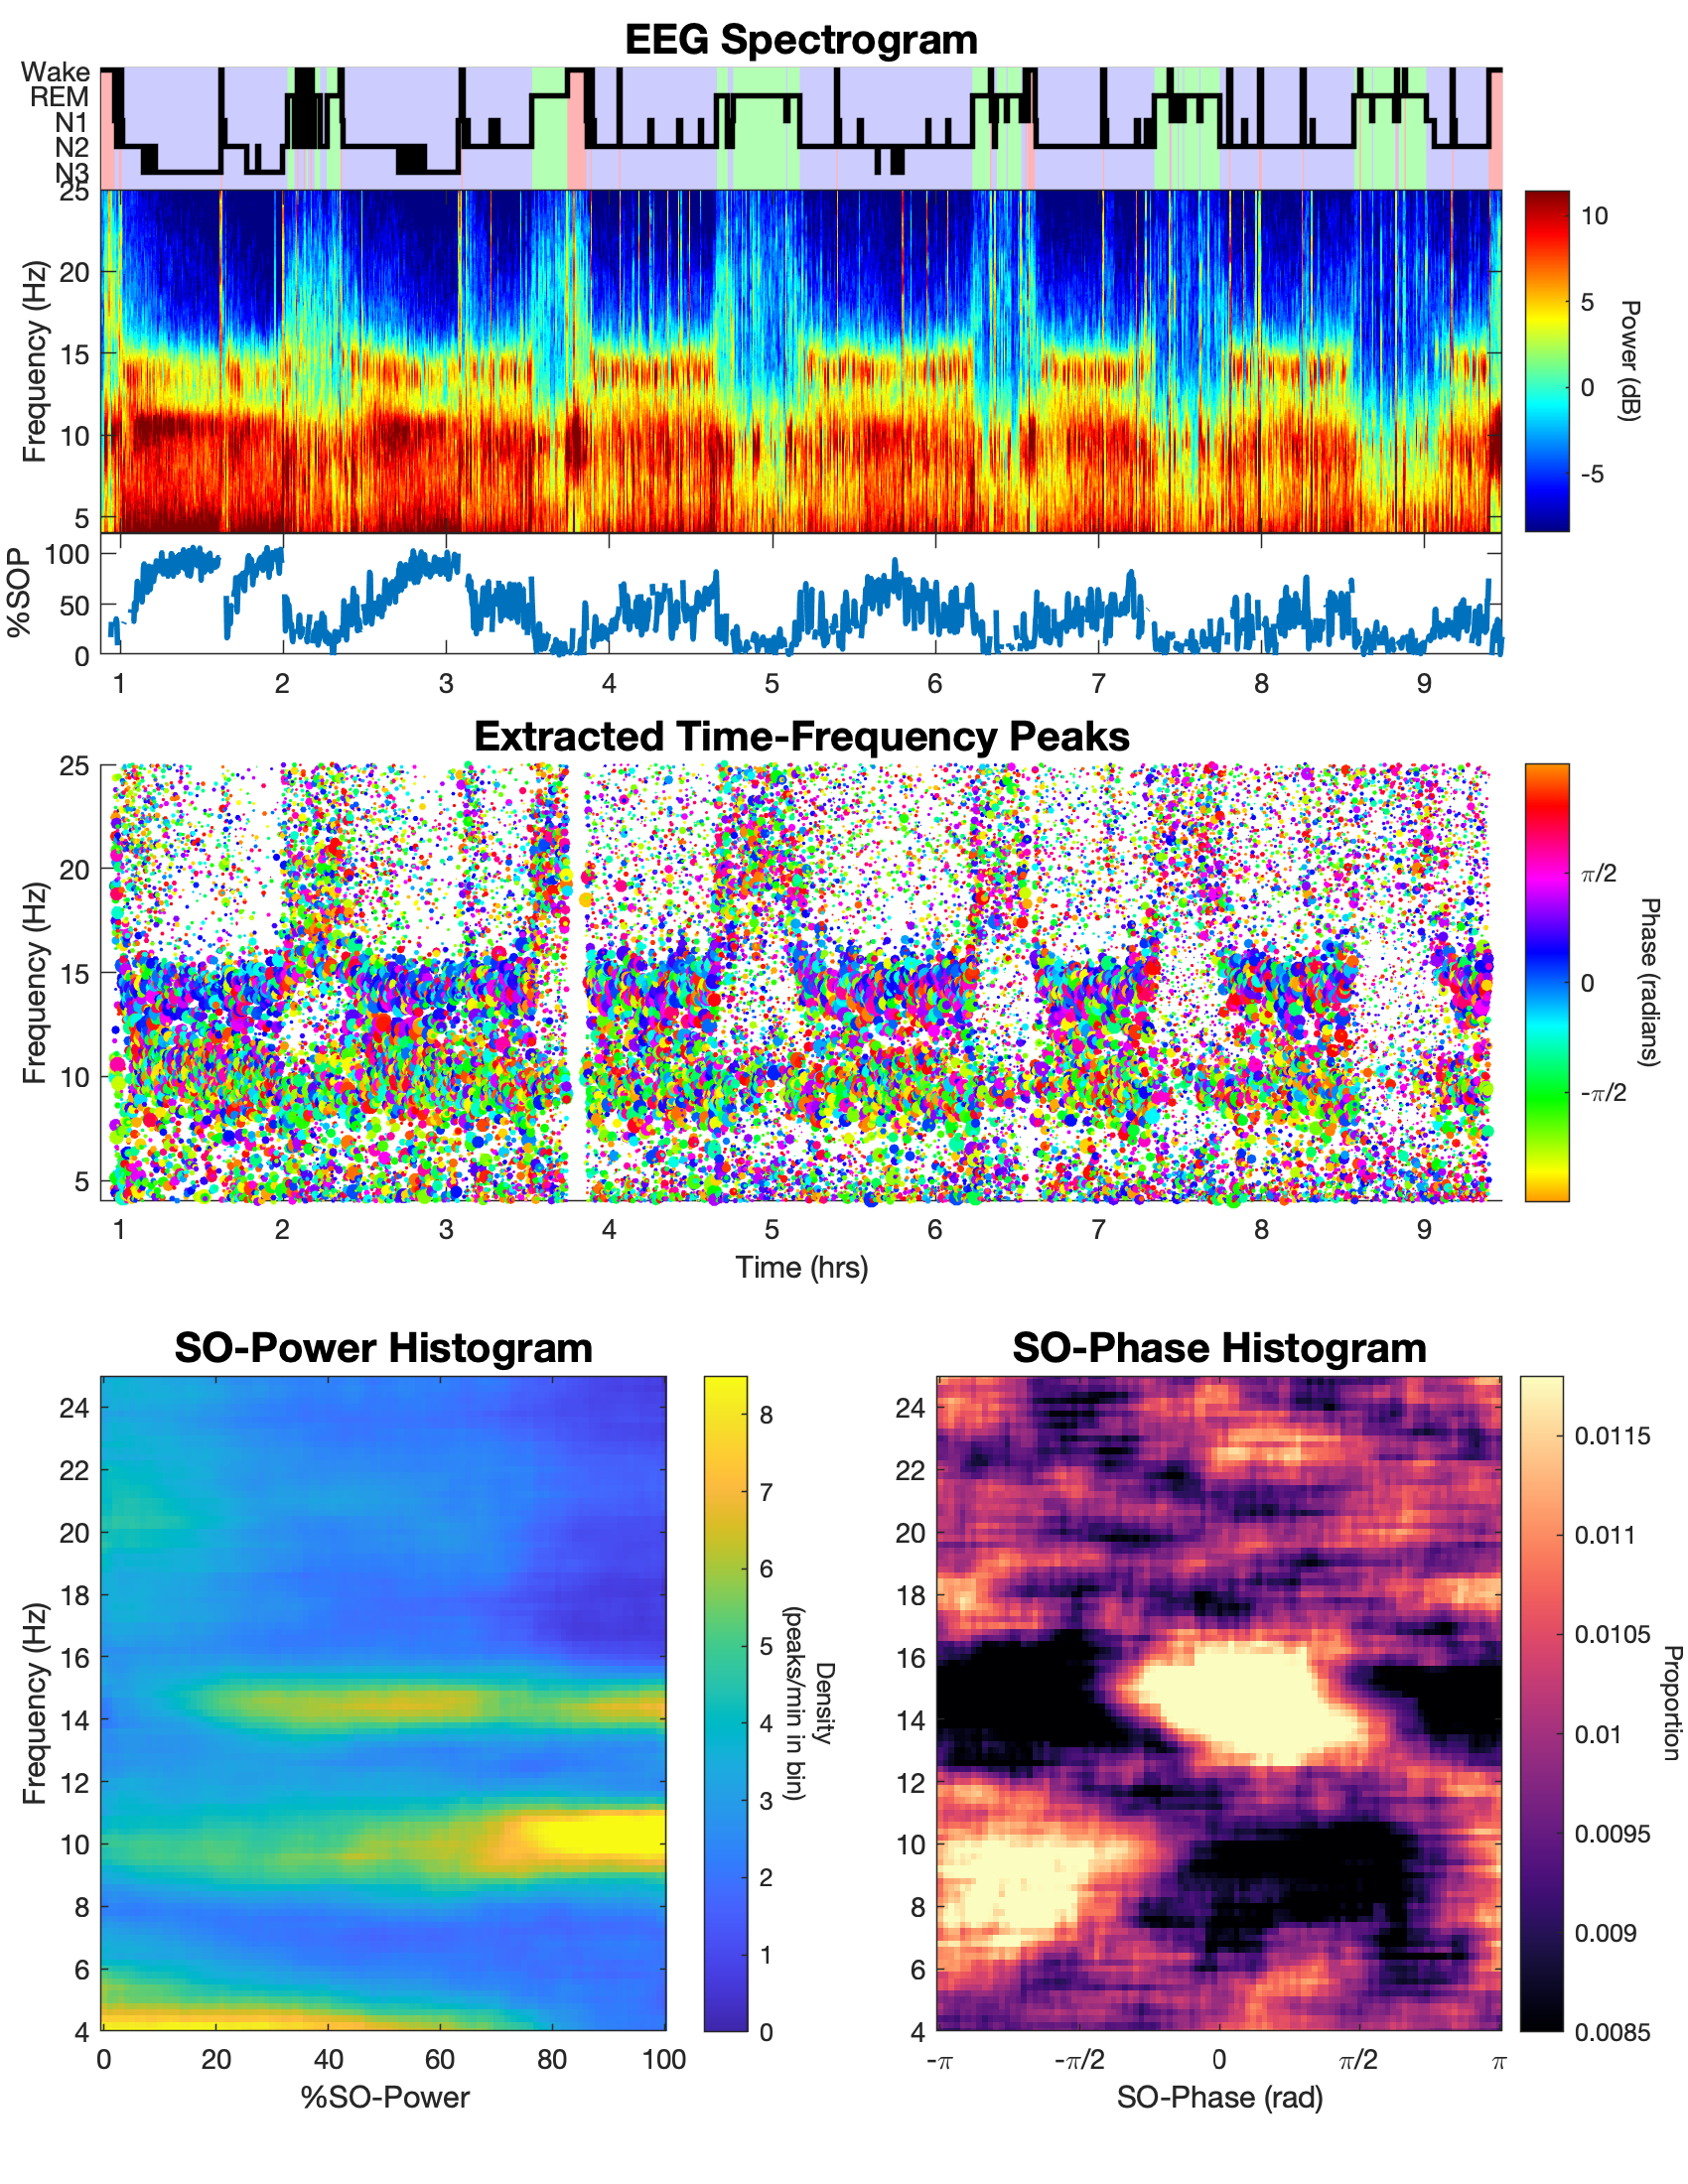 EEG Spectrogram
Wake
REM
N1
N2
N3
25
20
15
10
5
Frequency (Hz)
10
5
0
-5
Power (dB)
100
50
0
%SOP
1 2 3 4 5 6 7 8 9
Extracted Time-Frequency Peaks
25
20
15
10
5
Frequency (Hz)
π/2
0
-π/2
Phase (radians)
1 2 3 4 5 6 7 8 9
Time (hrs)
SO-Power Histogram
24
22
20
18
16
14
12
10
8
6
4
Frequency (Hz)
0 20 40 60 80 100
%SO-Power
8
7
6
5
4
3
2
1
0
Density
(peaks/min in bin)
SO-Phase Histogram
24
22
20
18
16
14
12
10
8
6
4
-π -π/2 0 π/2 π
SO-Phase (rad)
0.0115
0.011
0.0105
0.01
0.0095
0.009
0.0085
Proportion